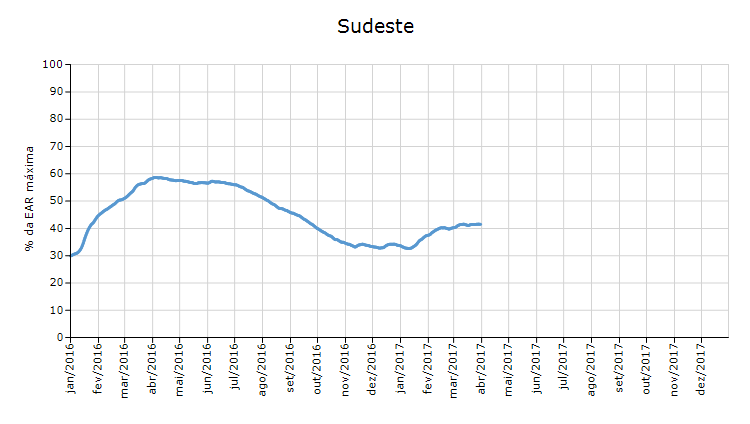 Sudeste
% da EAR máxima
100
90
80
70
60
50
40
30
20
10
0
jan/2016
fev/2016
mar/2016
abr/2016
mai/2016
jun/2016
jul/2016
ago/2016
set/2016
out/2016
nov/2016
dez/2016
jan/2017
fev/2017
mar/2017
abr/2017
mai/2017
jun/2017
jul/2017
ago/2017
set/2017
out/2017
nov/2017
dez/2017